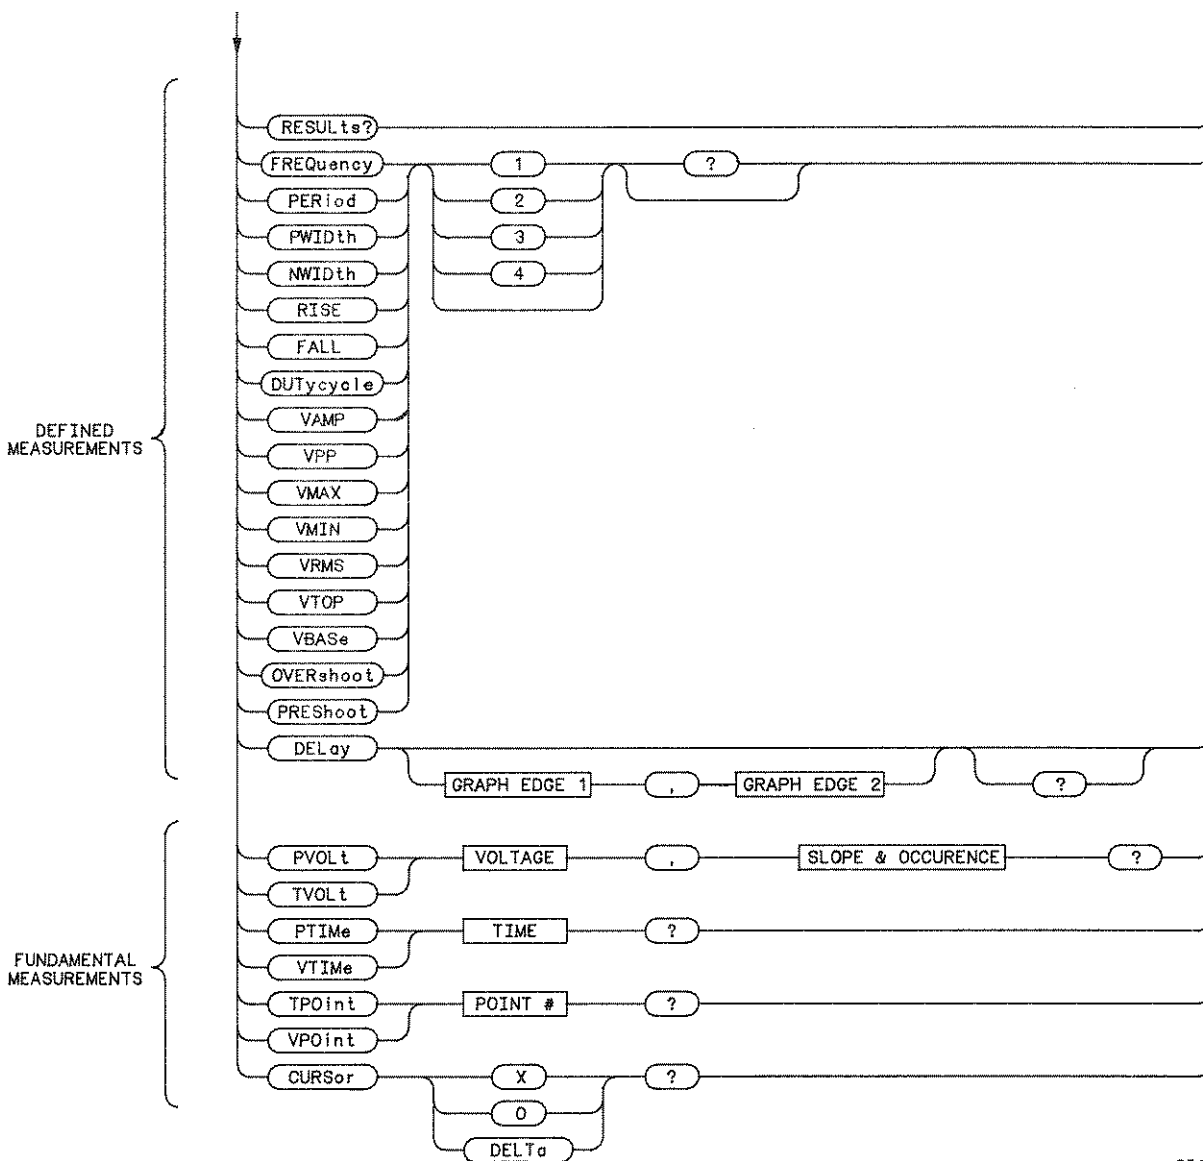 RESULts?
FREQuency 1 ?
PERiod 2
PWIDth 3
NWIDth 4
RISE
FALL
DUTycycle
VAMP
DEFINED
MEASUREMENTS
VPP
VMAX
VMIN
VRMS
VTOP
VBASe
OVERshoot
PREShoot
DELay
GRAPH EDGE 1 , GRAPH EDGE 2 ?
PVOLt VOLTAGE , SLOPE & OCCURENCE ?
TVOLt
PTIMe TIME ?
FUNDAMENTAL
MEASUREMENTS
VTIMe
TPOint POINT # ?
VPOint
CURSor X ?
O
DELTa